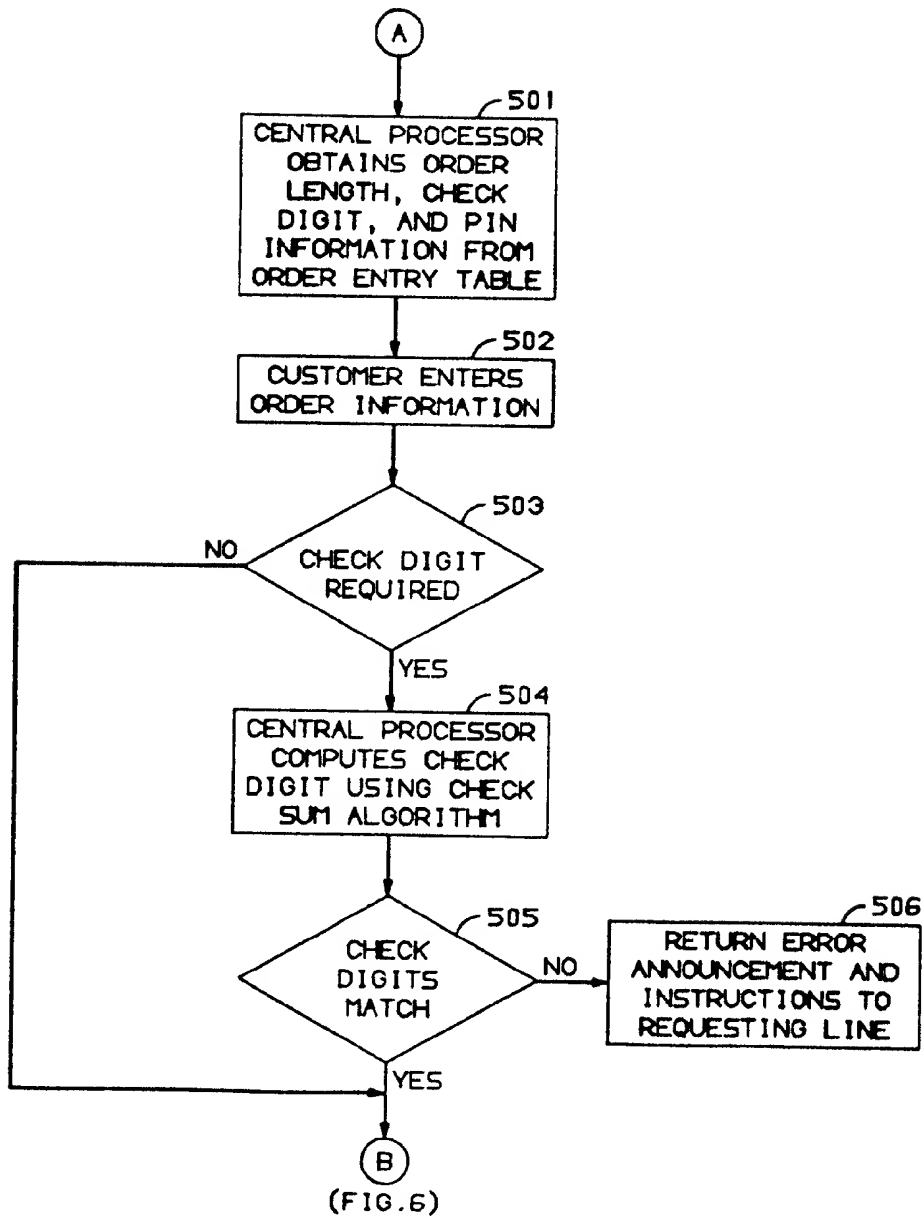 A
501
CENTRAL PROCESSOR
OBTAINS ORDER
LENGTH, CHECK
DIGIT, AND PIN
INFORMATION FROM
ORDER ENTRY TABLE
502
CUSTOMER ENTERS
ORDER INFORMATION
503
NO
CHECK DIGIT
REQUIRED
YES
504
CENTRAL PROCESSOR
COMPUTES CHECK
DIGIT USING CHECK
SUM ALGORITHM
505
CHECK
DIGITS
MATCH
NO
506
RETURN ERROR
ANNOUNCEMENT AND
INSTRUCTIONS TO
REQUESTING LINE
YES
B
(FIG.6)